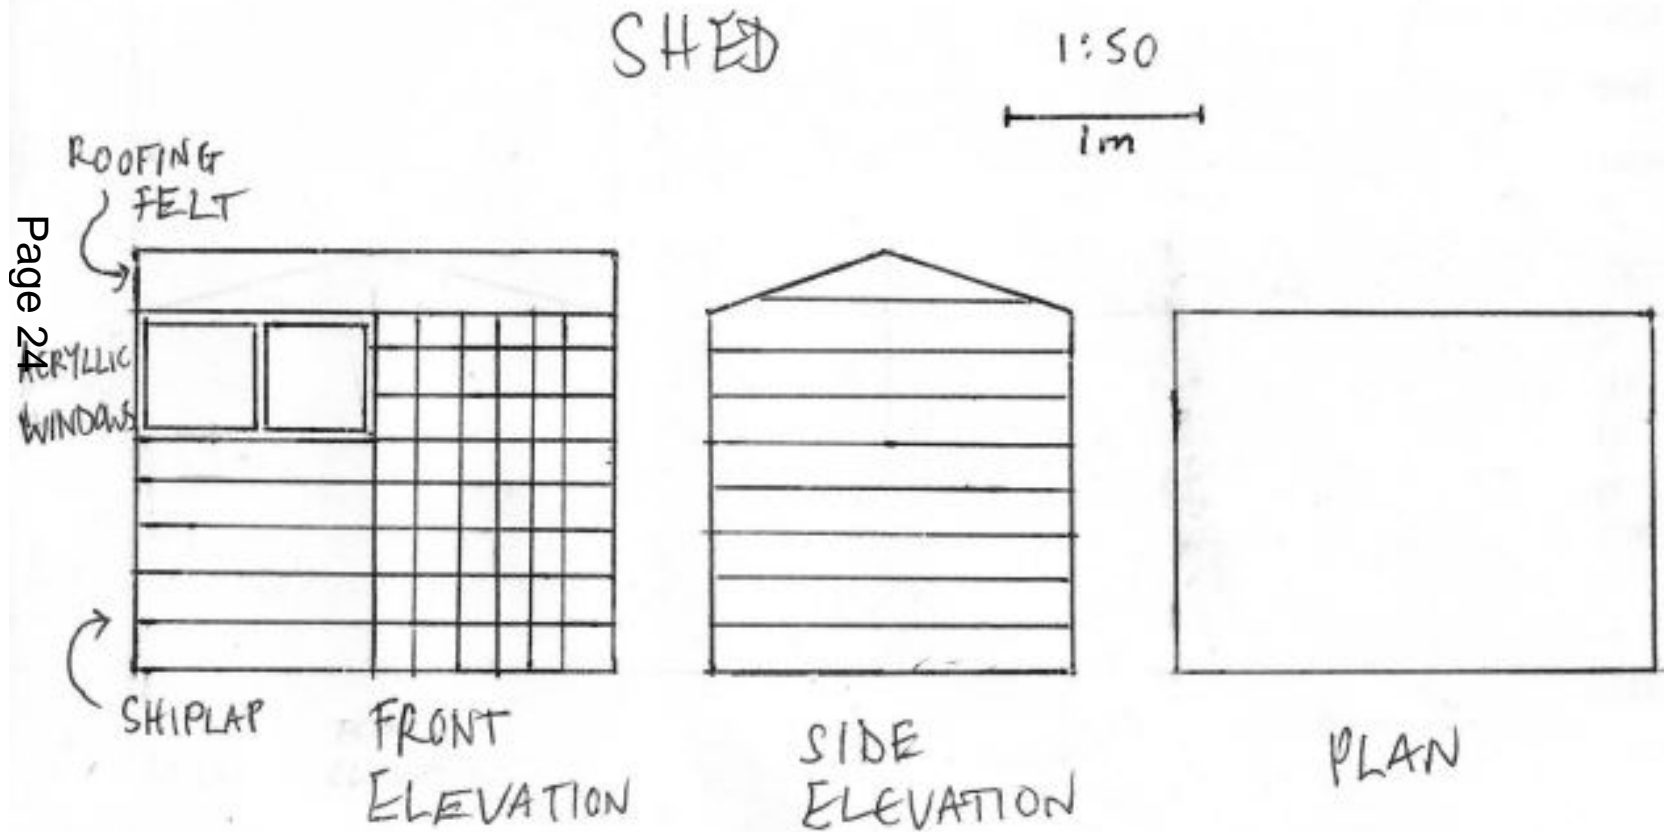 SHED
1:50
1m
ROOFING
FELT
Page 24
ACRYLLIC
WINDOWS
SHIPLAP
FRONT
ELEVATION
SIDE
ELEVATION
PLAN